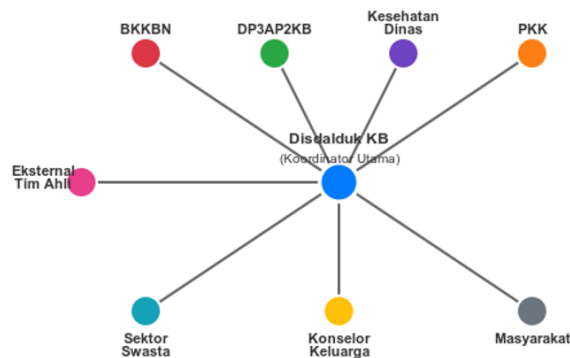 BKKBN
DP3AP2KB
Kesehatan
Dinas
PKK
Disdalduk KB
(Koordinator Utama)
Eksternal
Tim Ahli
Sektor
Swasta
Konselor
Keluarga
Masyarakat